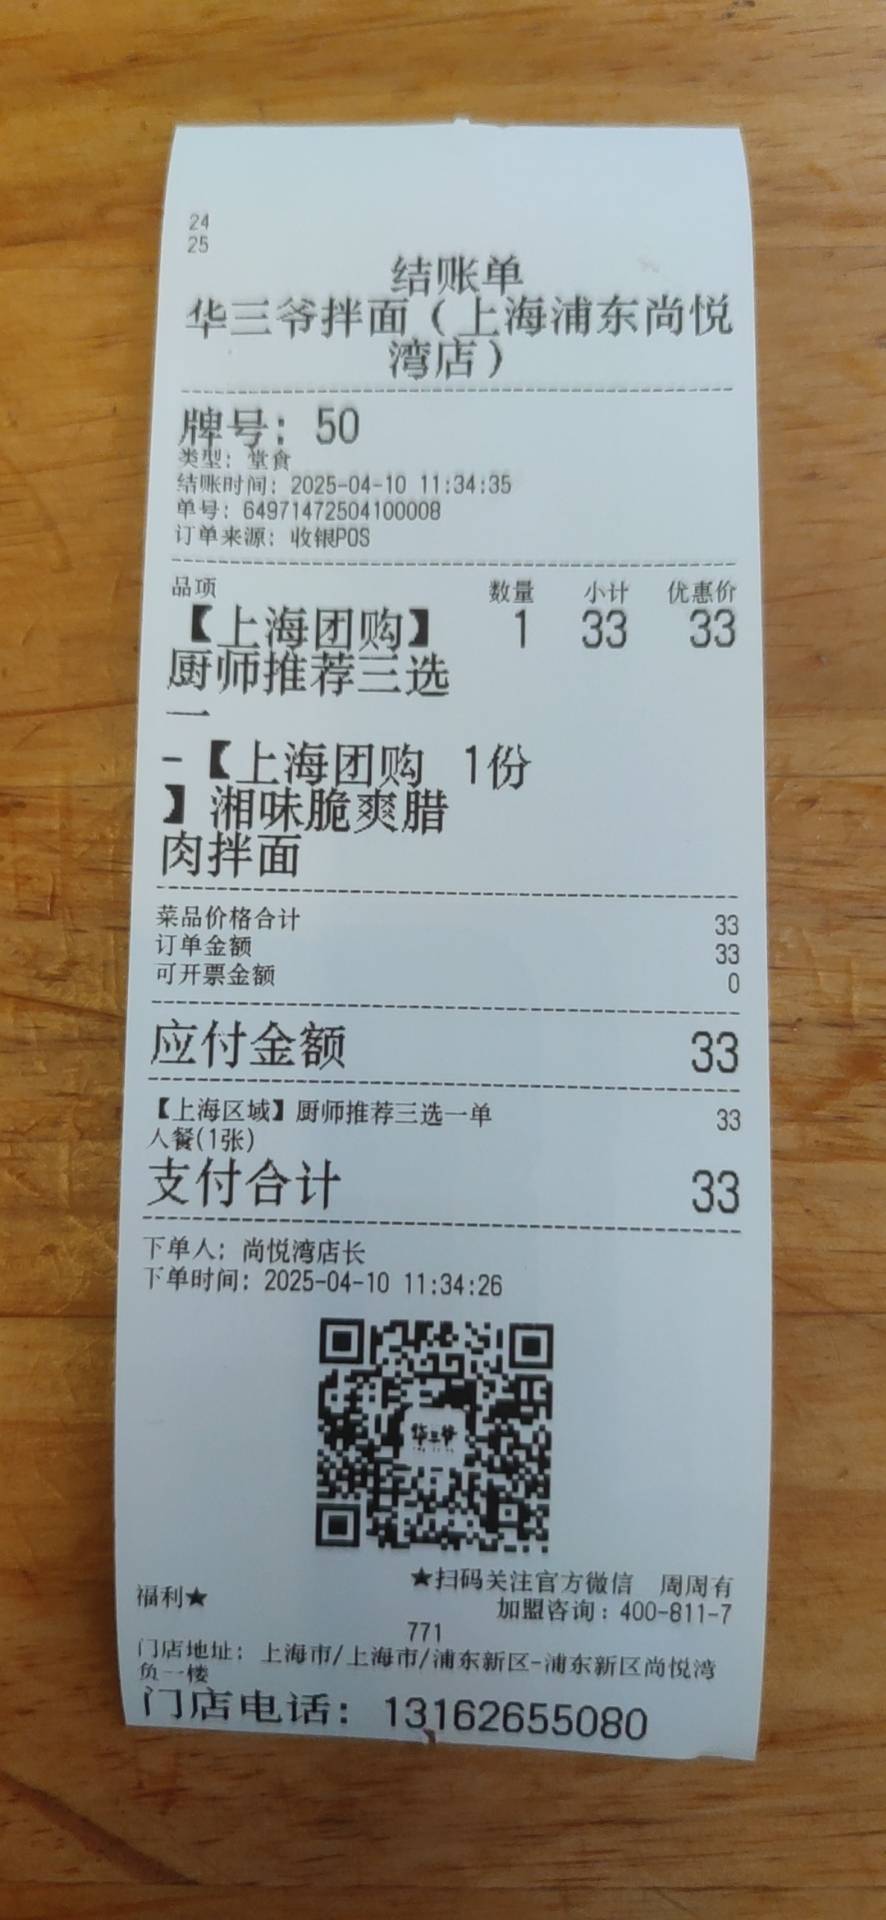 24
25
结账单
华三爷拌面（上海浦东尚悦
湾店）
牌号：50
类型：堂食
结账时间：2025-04-10 11:34:35
单号：64971472504100008
订单来源：收银POS
品项 数量 小计 优惠价
【上海团购】 1 33 33
厨师推荐三选
一
-【上海团购 1份
】湘味脆爽腊
肉拌面
菜品价格合计 33
订单金额 33
可开票金额 0
应付金额 33
【上海区域】厨师推荐三选一单 33
人餐(1张)
支付合计 33
下单人：尚悦湾店长
下单时间：2025-04-10 11:34:26
华三爷
★扫码关注官方微信 周周有
福利★
加盟咨询：400-811-7
771
门店地址：上海市/上海市/浦东新区-浦东新区尚悦湾
负一楼
门店电话：13162655080